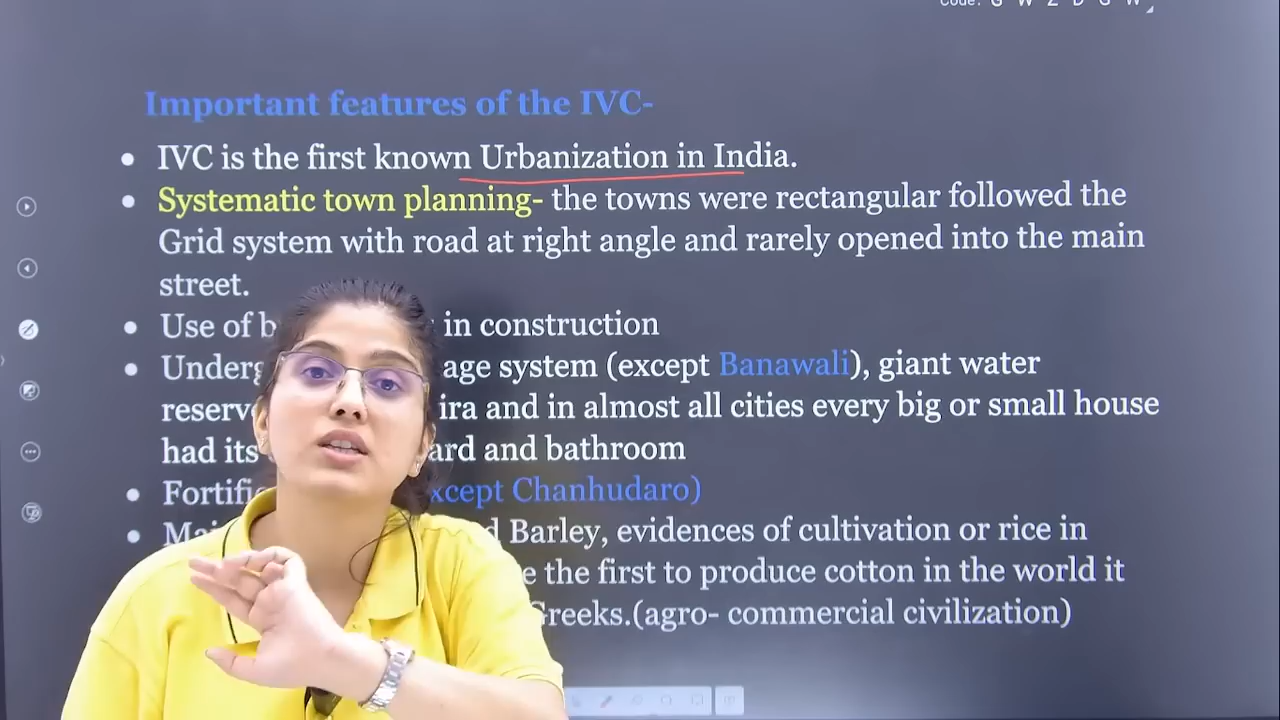 Important features of the IVC-
• IVC is the first known Urbanization in India.
• Systematic town planning- the towns were rectangular followed the
Grid system with road at right angle and rarely opened into the main
street.
• Use of in construction
• age system (except Banawali), giant water
ira and in almost all cities every big or small house
had its ard and bathroom
• xcept Chanhudaro)
• d Barley, evidences of cultivation or rice in
e the first to produce cotton in the world it
Greeks.(agro- commercial civilization)